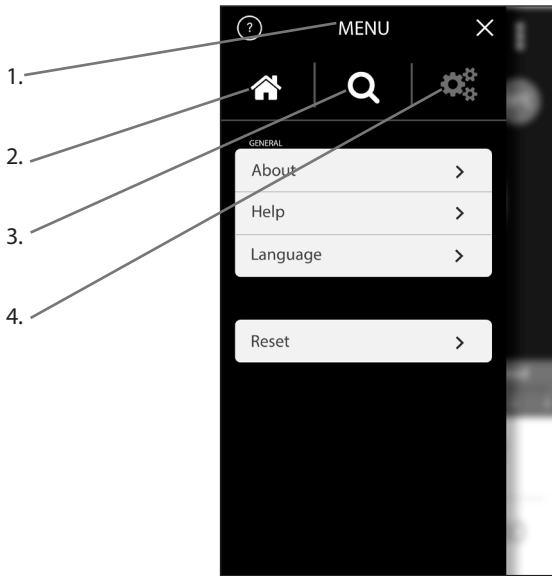 ? MENU
1.
2.
3.
4.
GENERAL
About
Help
Language
Reset